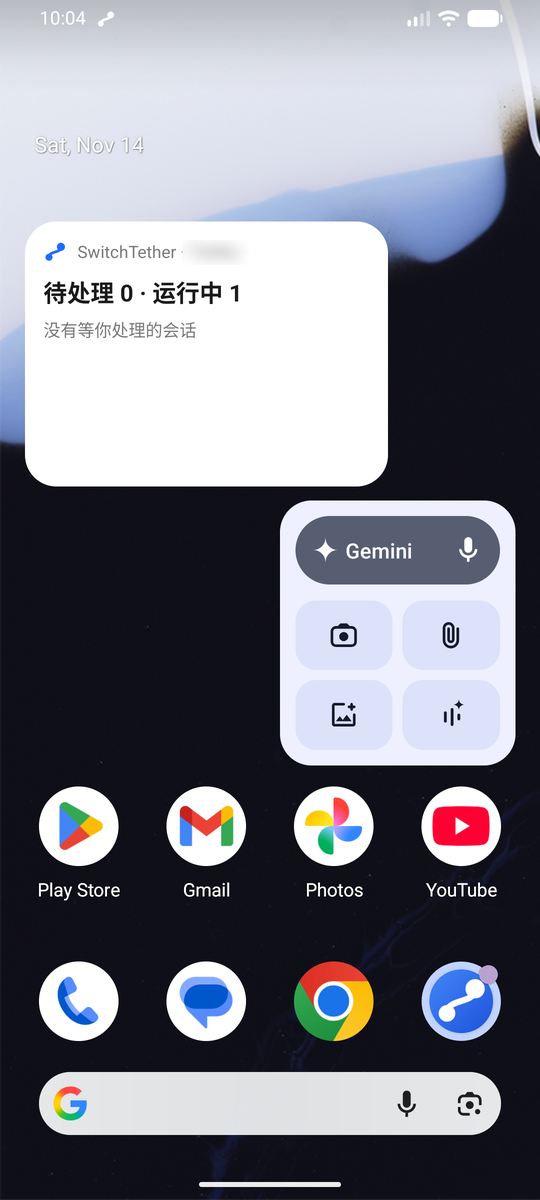 10:04
Sat, Nov 14
SwitchTether ·
待处理 0 · 运行中 1
没有等你处理的会话
Gemini
Play Store
Gmail
Photos
YouTube